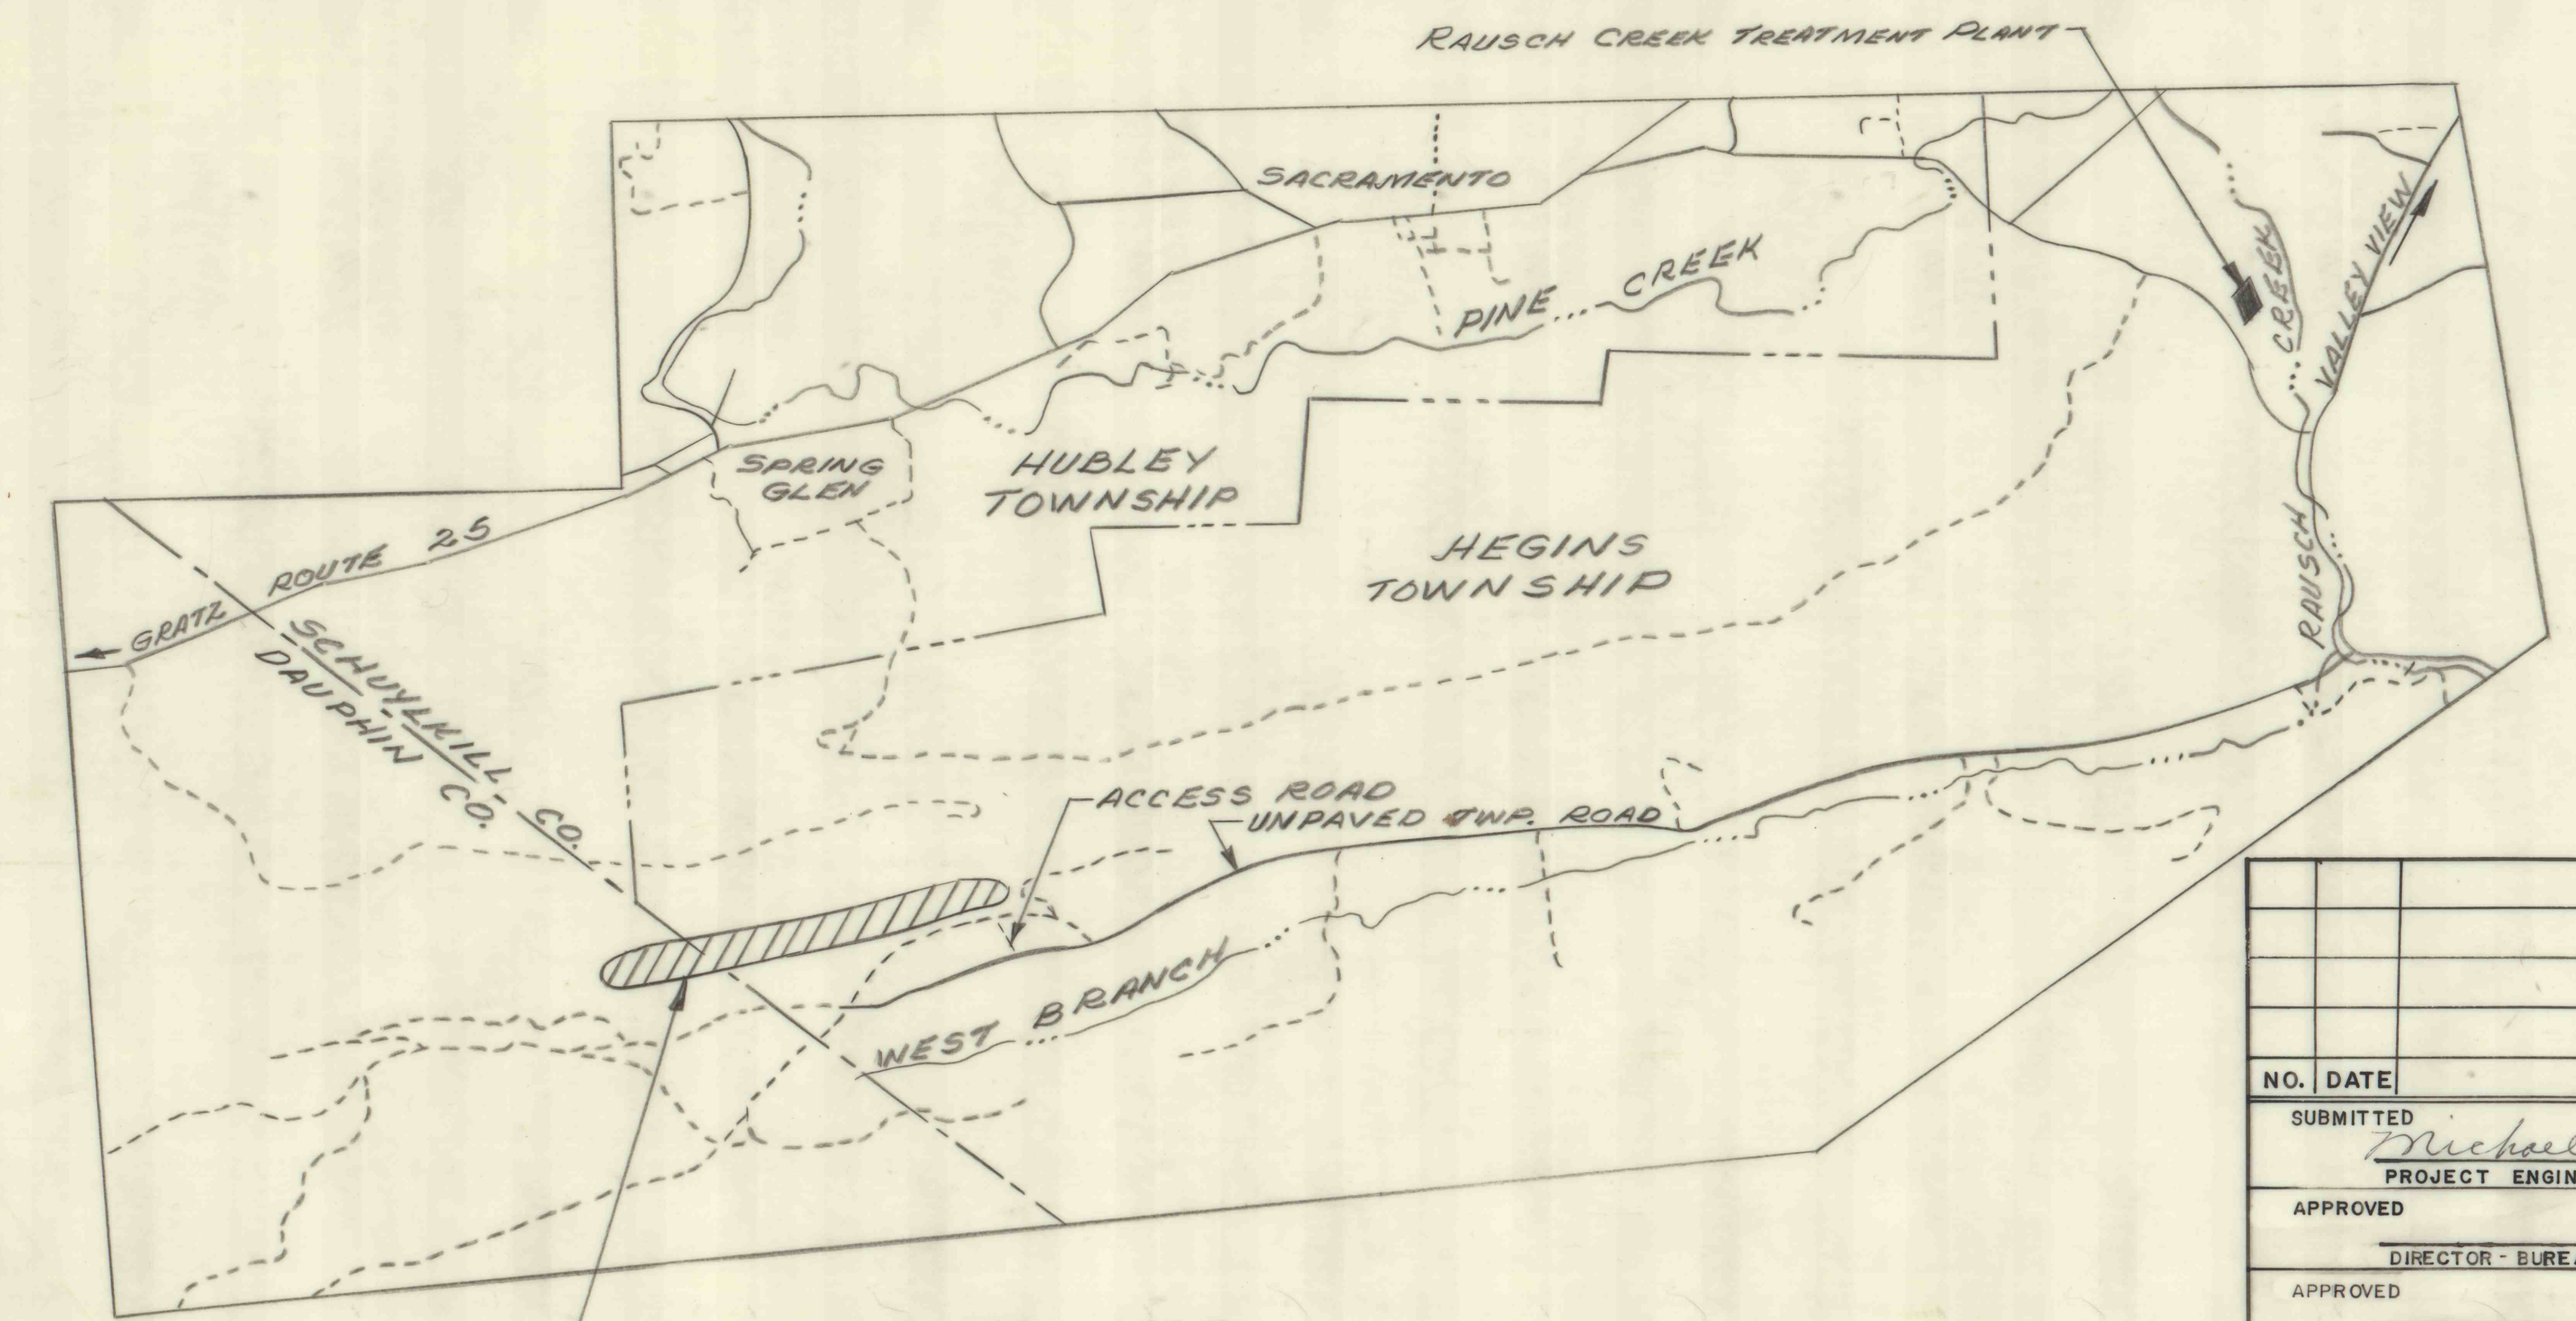 RAUSCH CREEK TREATMENT PLANT
SACRAMENTO
PINE CREEK
CREEK
VALLEY VIEW
SPRING
GLEN
HUBLEY
TOWNSHIP
HEGINS
TOWNSHIP
ROUTE 25
GRATZ
RAUSCH
SCHUYLKILL CO.
DAUPHIN CO.
ACCESS ROAD
UNPAVED TWP. ROAD
WEST BRANCH
NO. DATE
SUBMITTED
Michael
PROJECT ENGIN
APPROVED
DIRECTOR - BUREA
APPROVED